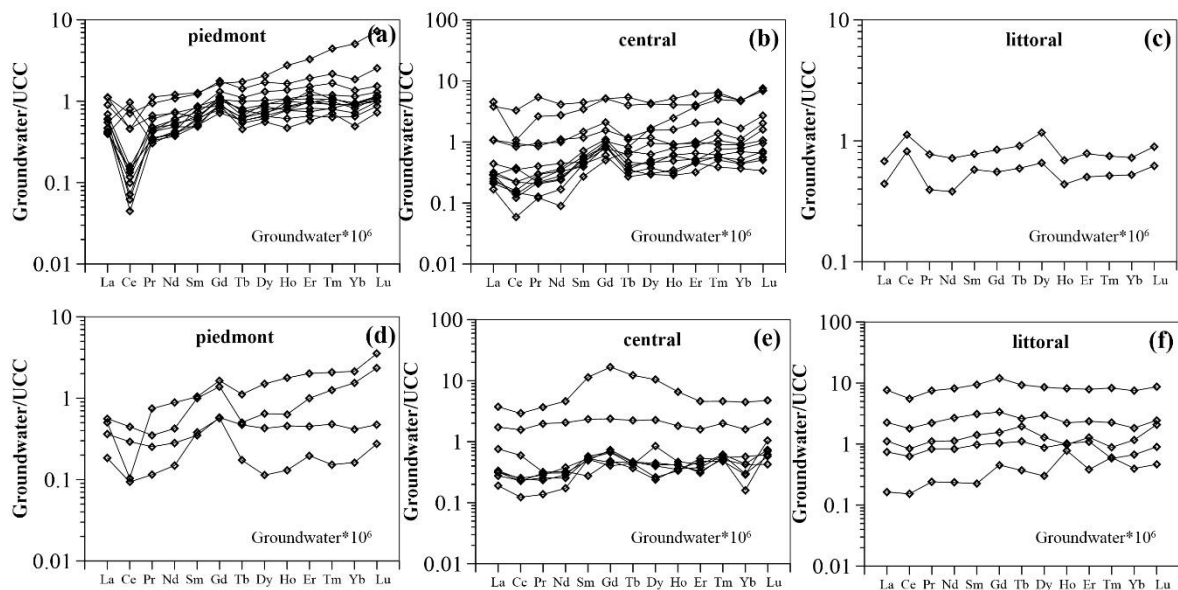 piedmont (a)
10
1
0.1
0.01
Groundwater/UCC
Groundwater*10⁶
La Ce Pr Nd Sm Gd Tb Dy Ho Er Tm Yb Lu
central (b)
100
10
1
0.1
0.01
Groundwater/UCC
Groundwater*10⁶
La Ce Pr Nd Sm Gd Tb Dy Ho Er Tm Yb Lu
littoral (c)
10
1
0.1
Groundwater/UCC
Groundwater*10⁶
La Ce Pr Nd Sm Gd Tb Dy Ho Er Tm Yb Lu
piedmont (d)
10
1
0.1
0.01
Groundwater/UCC
Groundwater*10⁶
La Ce Pr Nd Sm Gd Tb Dy Ho Er Tm Yb Lu
central (e)
100
10
1
0.1
0.01
Groundwater/UCC
Groundwater*10⁶
La Ce Pr Nd Sm Gd Tb Dy Ho Er Tm Yb Lu
littoral (f)
100
10
1
0.1
0.01
Groundwater/UCC
Groundwater*10⁶
La Ce Pr Nd Sm Gd Tb Dy Ho Er Tm Yb Lu